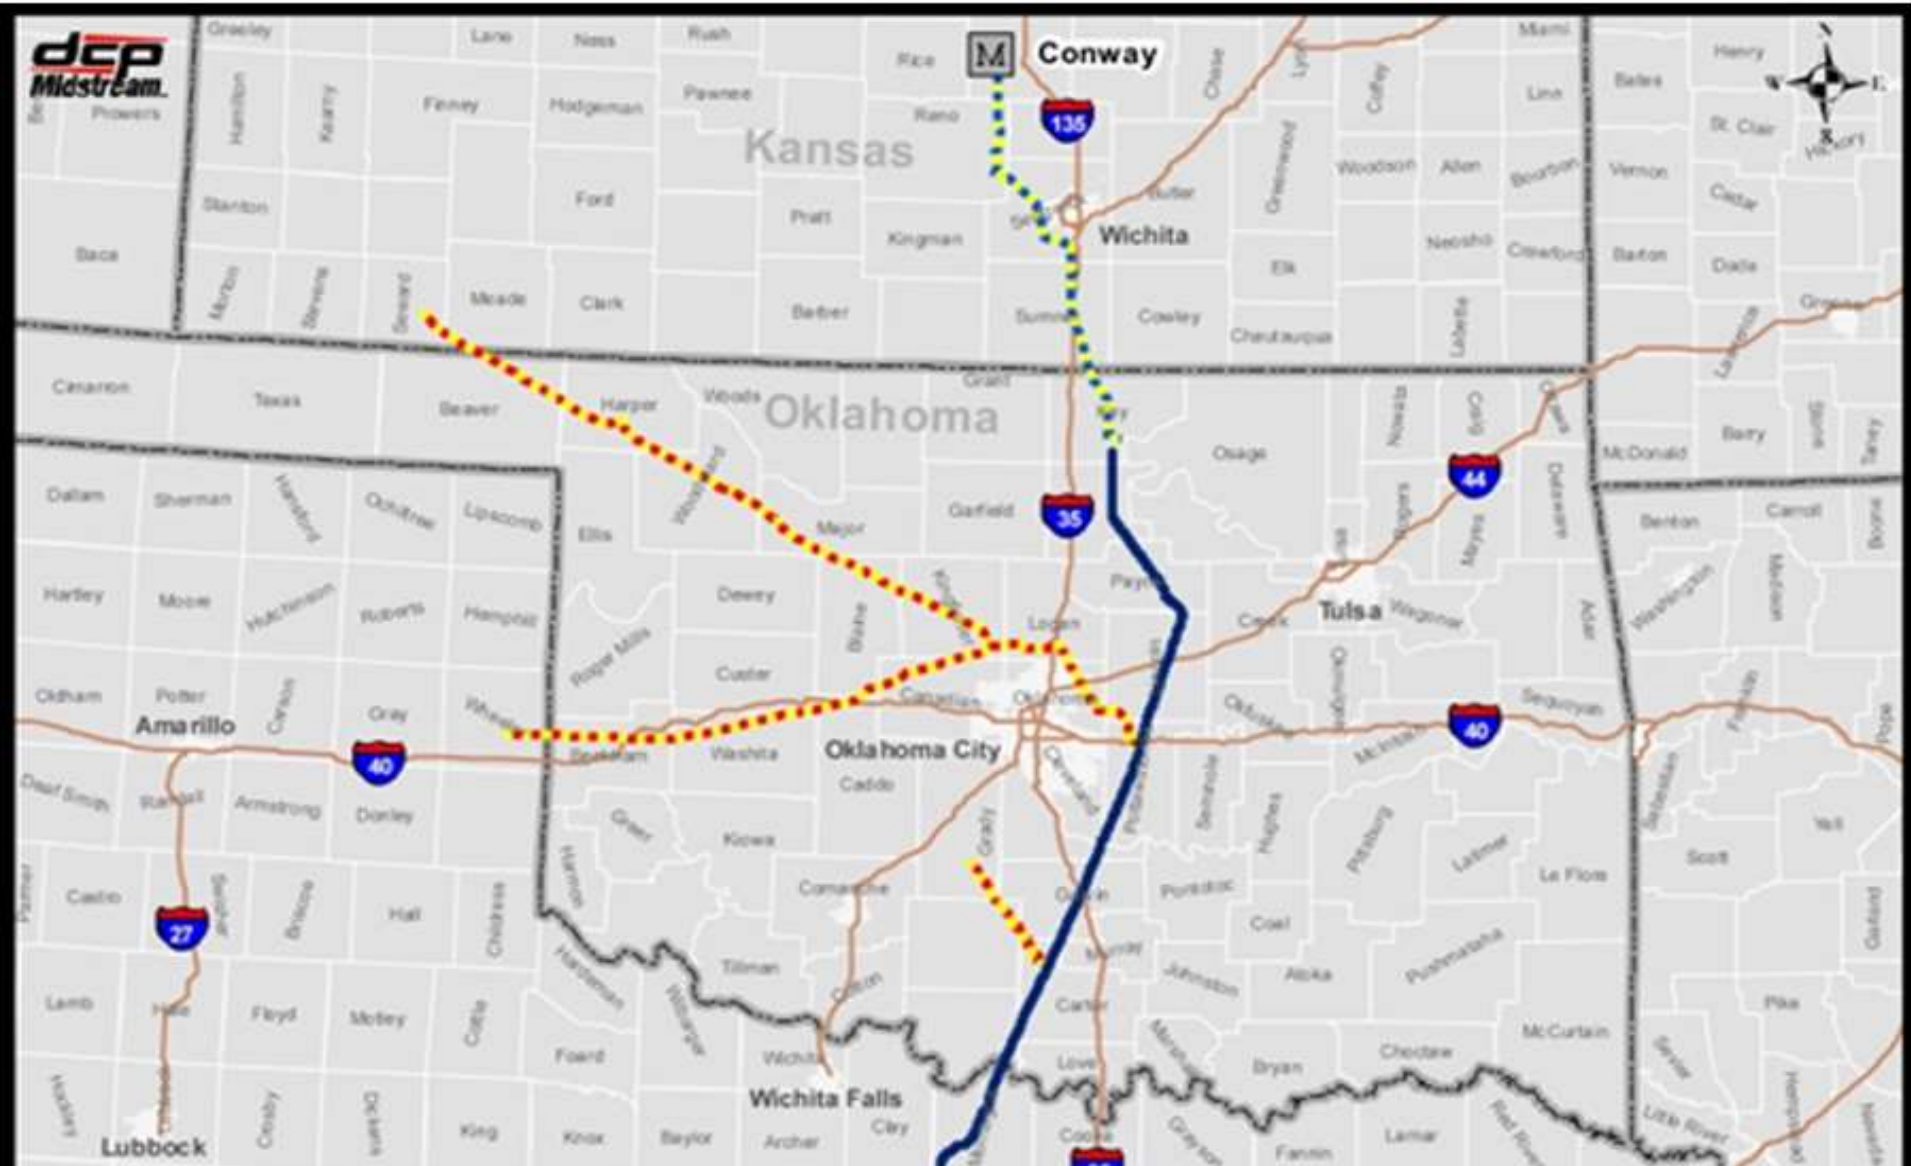 dcp
Midstream
Greeley
Lane
Ness
Rush
Rice
M
Conway
Chase
Lyon
Coffey
Miami
Henry
N
W
E
S
Prowers
Hamilton
Kearny
Finney
Hodgeman
Pawnee
Reno
135
Linn
Bates
St. Clair
Hickory
Kansas
Greenwood
Woodson
Allen
Bourbon
Vernon
Cedar
Stanton
Ford
Pratt
Kingman
Butler
Wichita
Neosho
Crawford
Barton
Dade
Baca
Morton
Stevens
Seward
Meade
Clark
Barber
Sumner
Cowley
Elk
Chautauqua
Labette
Greene
Lawrence
Cimarron
Texas
Beaver
Harper
Woods
Grant
Oklahoma
Kay
Osage
Nowata
Craig
Ottawa
McDonald
Barry
Stone
Taney
Dallam
Sherman
Hansford
Ochiltree
Lipscomb
Ellis
Woodward
Major
Garfield
35
44
Rogers
Mayes
Delaware
Benton
Carroll
Boone
Hartley
Moore
Hutchinson
Roberts
Hemphill
Roger Mills
Dewey
Blaine
Kingfisher
Logan
Payne
Creek
Tulsa
Tulsa
Wagoner
Adair
Washington
Madison
Oldham
Potter
Amarillo
Carson
Gray
Wheeler
Custer
Canadian
Oklahoma
Okfuskee
Okmulgee
Sequoyah
Franklin
Pope
40
Beckham
Washita
Oklahoma City
Caddo
Cleveland
McIntosh
40
Deaf Smith
Randall
Armstrong
Donley
Greer
Kiowa
Grady
Pottawatomie
Seminole
Hughes
Pittsburg
Latimer
Le Flore
Sebastian
Scott
Yell
Parmer
Castro
Swisher
Briscoe
Hall
Childress
Harmon
Comanche
Garvin
Pontotoc
Coal
Garland
27
Hardeman
Tillman
Cotton
Murray
Johnston
Atoka
Pushmataha
Lamb
Hale
Floyd
Motley
Cottle
Foard
Wilbarger
Wichita
Carter
Love
Marshall
Bryan
Choctaw
McCurtain
Sevier
Pike
Wichita Falls
Hockley
Lubbock
Crosby
Dickens
King
Knox
Baylor
Archer
Clay
Cooke
Grayson
Fannin
Lamar
Red River
Little River
Hempstead
Nevada